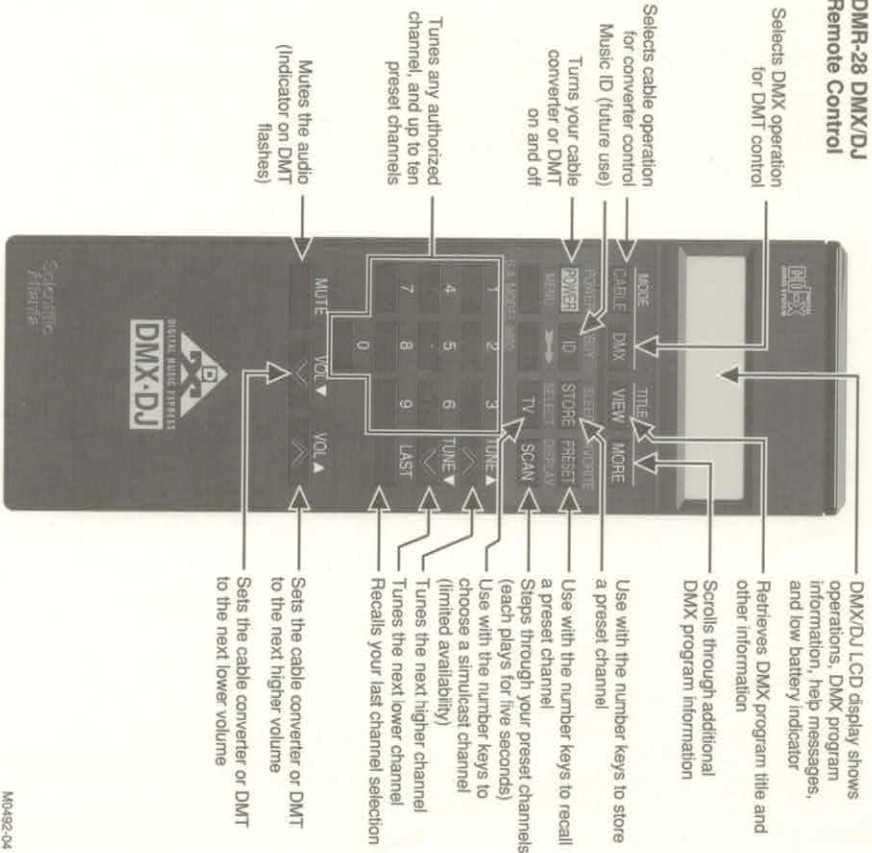 DMR-28 DMX/DJ
Remote Control
Selects DMX operation
for DMT control
Selects cable operation
for converter control
Music ID (future use)
Turns your cable
converter or DMT
on and off
Tunes any authorized
channel, and up to ten
preset channels
Mutes the audio
(Indicator on DMT
flashes)
MODE TITLE
CABLE DMX VIEW MORE
POWER BUY SLEEP FAVORITE
POWER ID STORE PRESET
MENU SELECT DISPLAY
TV SCAN
1 2 3 TUNE▲
4 5 6 TUNE▼
7 8 9 LAST
0
MUTE VOL▼ VOL▲
DIGITAL MUSIC EXPRESS
DMX·DJ
Scientific
Atlanta
DMX/DJ LCD display shows
operations, DMX program
information, help messages,
and low battery indicator
Retrieves DMX program title and
other information
Scrolls through additional
DMX program information
Use with the number keys to store
a preset channel
Use with the number keys to recall
a preset channel
Steps through your preset channels
(each plays for five seconds)
Use with the number keys to
choose a simulcast channel
(limited availablity)
Tunes the next higher channel
Tunes the next lower channel
Recalls your last channel selection
Sets the cable converter or DMT
to the next higher volume
Sets the cable converter or DMT
to the next lower volume
M0492-04